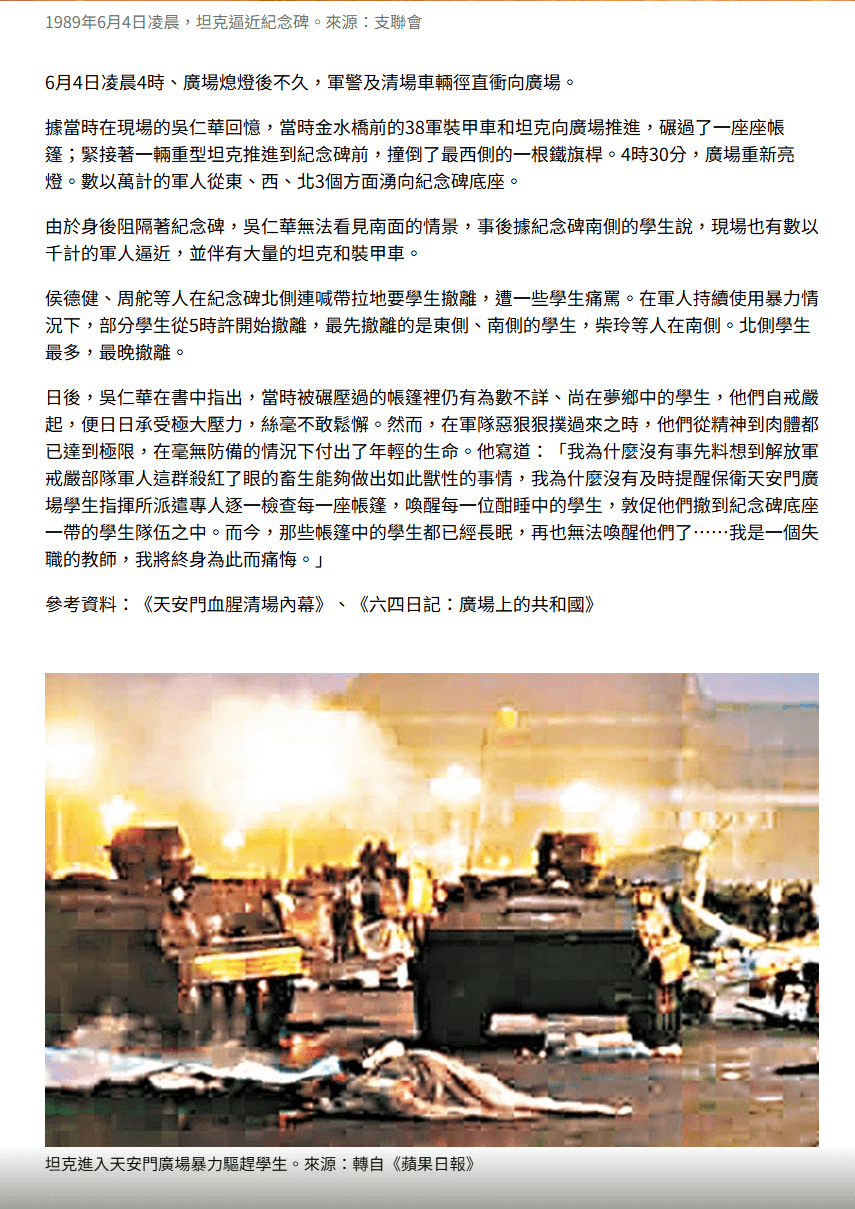 1989年6月4日凌晨，坦克逼近紀念碑。來源：支聯會
6月4日凌晨4時、廣場熄燈後不久，軍警及清場車輛徑直衝向廣場。
據當時在現場的吳仁華回憶，當時金水橋前的38軍裝甲車和坦克向廣場推進，碾過了一座座帳
篷；緊接著一輛重型坦克推進到紀念碑前，撞倒了最西側的一根鐵旗桿。4時30分，廣場重新亮
燈。數以萬計的軍人從東、西、北3個方面湧向紀念碑底座。
由於身後阻隔著紀念碑，吳仁華無法看見南面的情景，事後據紀念碑南側的學生說，現場也有數以
千計的軍人逼近，並伴有大量的坦克和裝甲車。
侯德健、周舵等人在紀念碑北側連喊帶拉地要學生撤離，遭一些學生痛罵。在軍人持續使用暴力情
況下，部分學生從5時許開始撤離，最先撤離的是東側、南側的學生，柴玲等人在南側。北側學生
最多，最晚撤離。
日後，吳仁華在書中指出，當時被碾壓過的帳篷裡仍有為數不詳、尚在夢鄉中的學生，他們自戒嚴
起，便日日承受極大壓力，絲毫不敢鬆懈。然而，在軍隊惡狠狠撲過來之時，他們從精神到肉體都
已達到極限，在毫無防備的情況下付出了年輕的生命。他寫道：「我為什麼沒有事先料想到解放軍
戒嚴部隊軍人這群殺紅了眼的畜生能夠做出如此獸性的事情，我為什麼沒有及時提醒保衛天安門廣
場學生指揮所派遣專人逐一檢查每一座帳篷，喚醒每一位酣睡中的學生，敦促他們撤到紀念碑底座
一帶的學生隊伍之中。而今，那些帳篷中的學生都已經長眠，再也無法喚醒他們了⋯⋯我是一個失
職的教師，我將終身為此而痛悔。」
參考資料：《天安門血腥清場內幕》、《六四日記：廣場上的共和國》
坦克進入天安門廣場暴力驅趕學生。來源：轉自《蘋果日報》